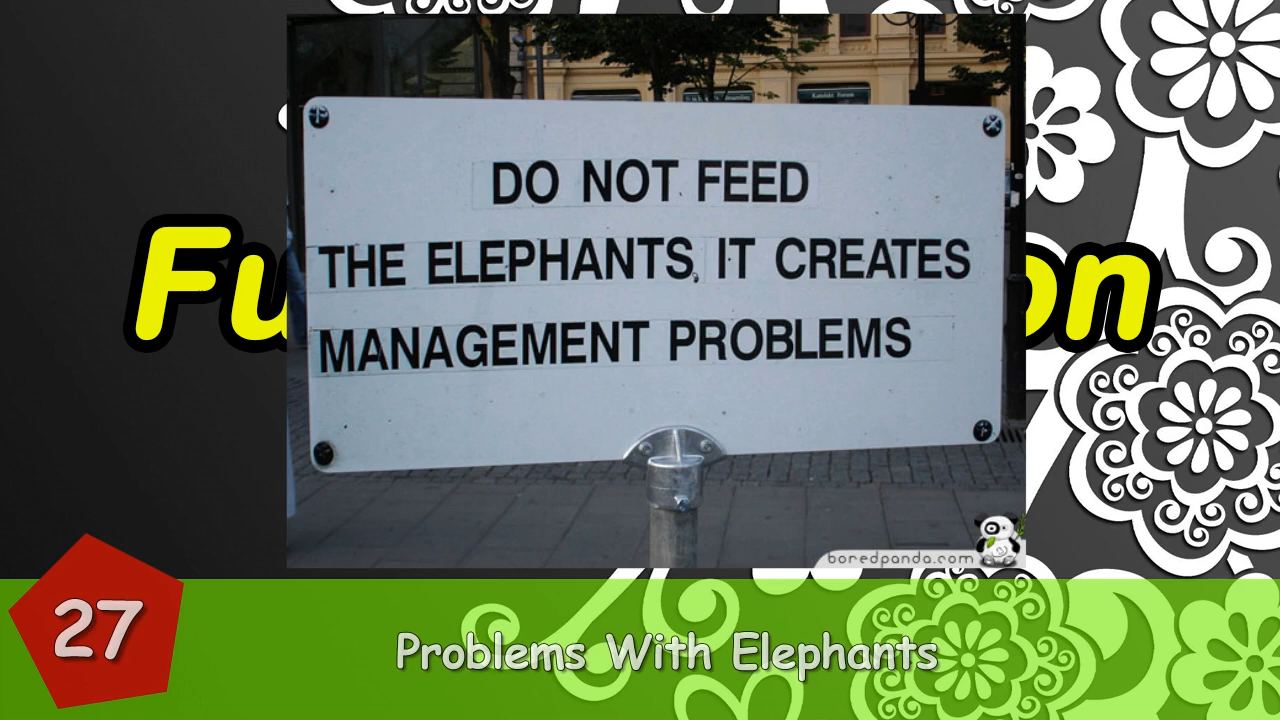 DO NOT FEED
THE ELEPHANTS, IT CREATES
MANAGEMENT PROBLEMS
boredpanda.com
27
Problems With Elephants